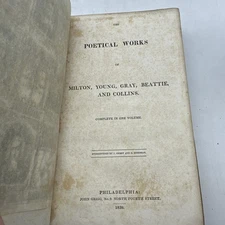 THE
POETICAL WORKS
OF
MILTON, YOUNG, GRAY, BEATTIE,
AND COLLINS.
COMPLETE IN ONE VOLUME.
PHILADELPHIA:
JOHN GRIGG, No. 9 NORTH FOURTH STREET.